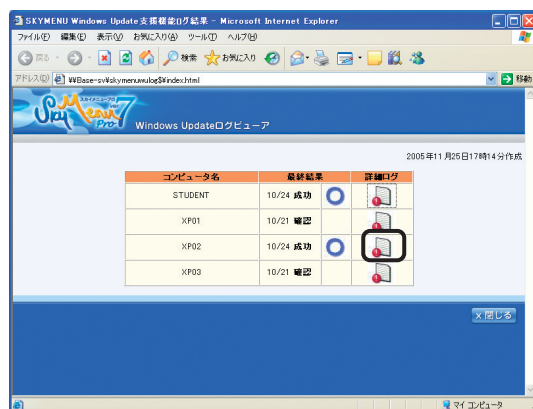 SKYMENU Windows Update支援機能ログ結果 - Microsoft Internet Explorer
ファイル(F) 編集(E) 表示(V) お気に入り(A) ツール(T) ヘルプ(H)
戻る 検索 お気に入り
アドレス(D) ¥¥Base-sv¥skymenuwulog$¥index.html 移動
SkyMenu Pro 7 Windows Updateログビューア
2005年11月25日17時14分作成
コンピュータ名 最終結果 詳細ログ
STUDENT 10/24 成功
XP01 10/21 確認
XP02 10/24 成功
XP03 10/21 確認
×閉じる
マイ コンピュータ